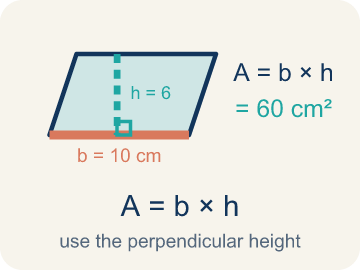 A = b × h
h = 6
= 60 cm²
b = 10 cm
A = b × h
use the perpendicular height